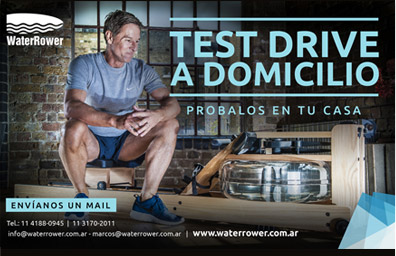 WaterRower
TEST DRIVE
A DOMICILIO
PROBALOS EN TU CASA
ENVÍANOS UN MAIL
Tel.: 11 4188-0945 | 11 3170-2011
info@waterrower.com.ar - marcos@waterrower.com.ar | www.waterrower.com.ar